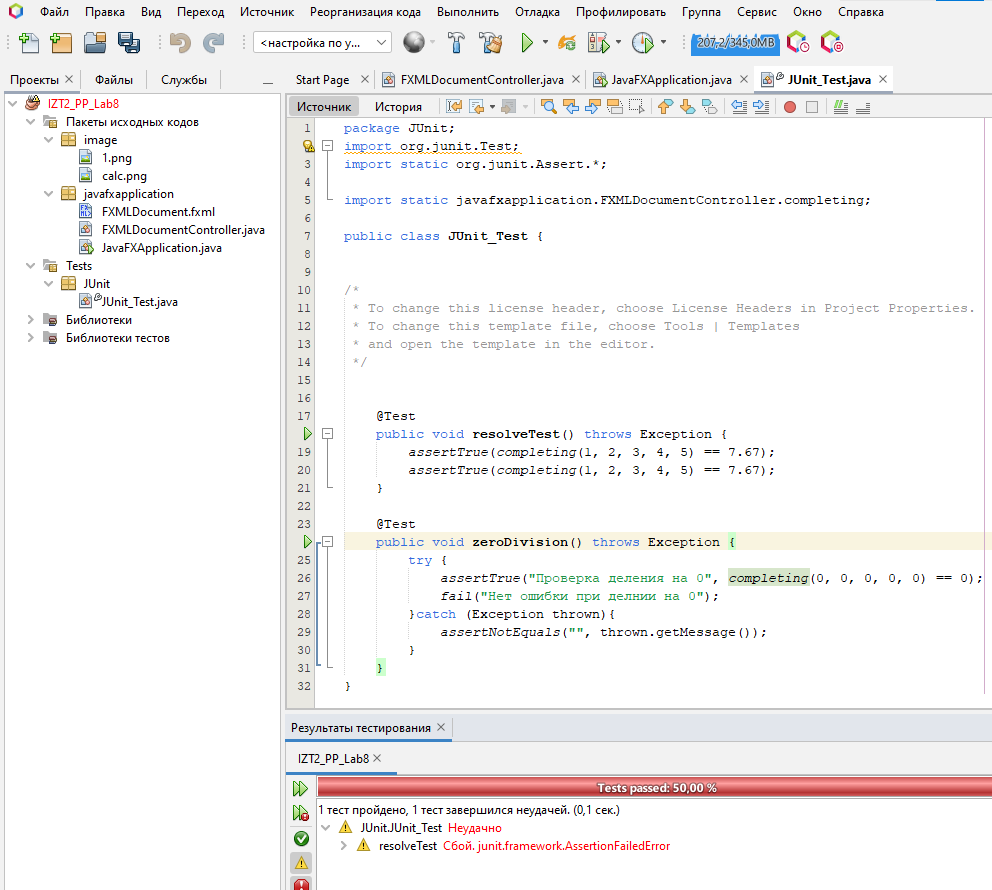 Файл Правка Вид Переход Источник Реорганизация кода Выполнить Отладка Профилировать Группа Сервис Окно Справка
<настройка по у... 207,2/345,0MB
Проекты Файлы Службы
Start Page FXMLDocumentController.java JavaFXApplication.java JUnit_Test.java
IZT2_PP_Lab8
Пакеты исходных кодов
image
1.png
calc.png
javafxapplication
FXMLDocument.fxml
FXMLDocumentController.java
JavaFXApplication.java
Tests
JUnit
JUnit_Test.java
Библиотеки
Библиотеки тестов
Источник История
1 package JUnit;
import org.junit.Test;
3 import static org.junit.Assert.*;
4
5 import static javafxapplication.FXMLDocumentController.completing;
6
7 public class JUnit_Test {
8
9
10 /*
11 * To change this license header, choose License Headers in Project Properties.
12 * To change this template file, choose Tools | Templates
13 * and open the template in the editor.
14 */
15
16
17 @Test
public void resolveTest() throws Exception {
19 assertTrue(completing(1, 2, 3, 4, 5) == 7.67);
20 assertTrue(completing(1, 2, 3, 4, 5) == 7.67);
21 }
22
23 @Test
public void zeroDivision() throws Exception {
25 try {
26 assertTrue("Проверка деления на 0", completing(0, 0, 0, 0, 0) == 0);
27 fail("Нет ошибки при делнии на 0");
28 }catch (Exception thrown){
29 assertNotEquals("", thrown.getMessage());
30 }
31 }
32 }
Результаты тестирования
IZT2_PP_Lab8
Tests passed: 50,00 %
1 тест пройдено, 1 тест завершился неудачей. (0,1 сек.)
JUnit.JUnit_Test Неудачно
resolveTest Сбой. junit.framework.AssertionFailedError